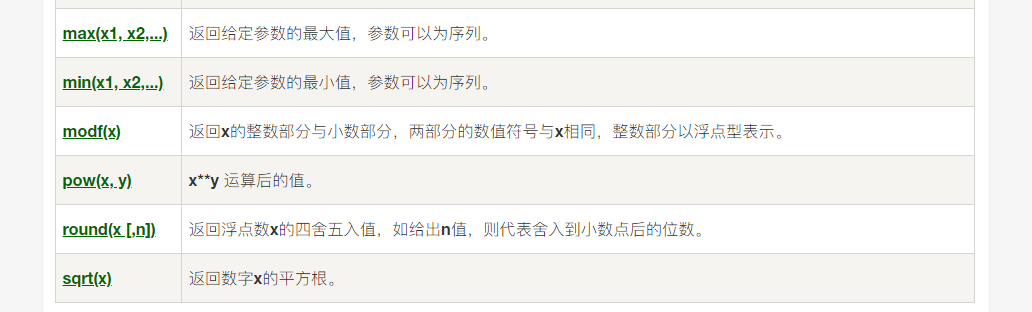 max(x1, x2,...) 返回给定参数的最大值，参数可以为序列。
min(x1, x2,...) 返回给定参数的最小值，参数可以为序列。
modf(x) 返回x的整数部分与小数部分，两部分的数值符号与x相同，整数部分以浮点型表示。
pow(x, y) x**y 运算后的值。
round(x [,n]) 返回浮点数x的四舍五入值，如给出n值，则代表舍入到小数点后的位数。
sqrt(x) 返回数字x的平方根。